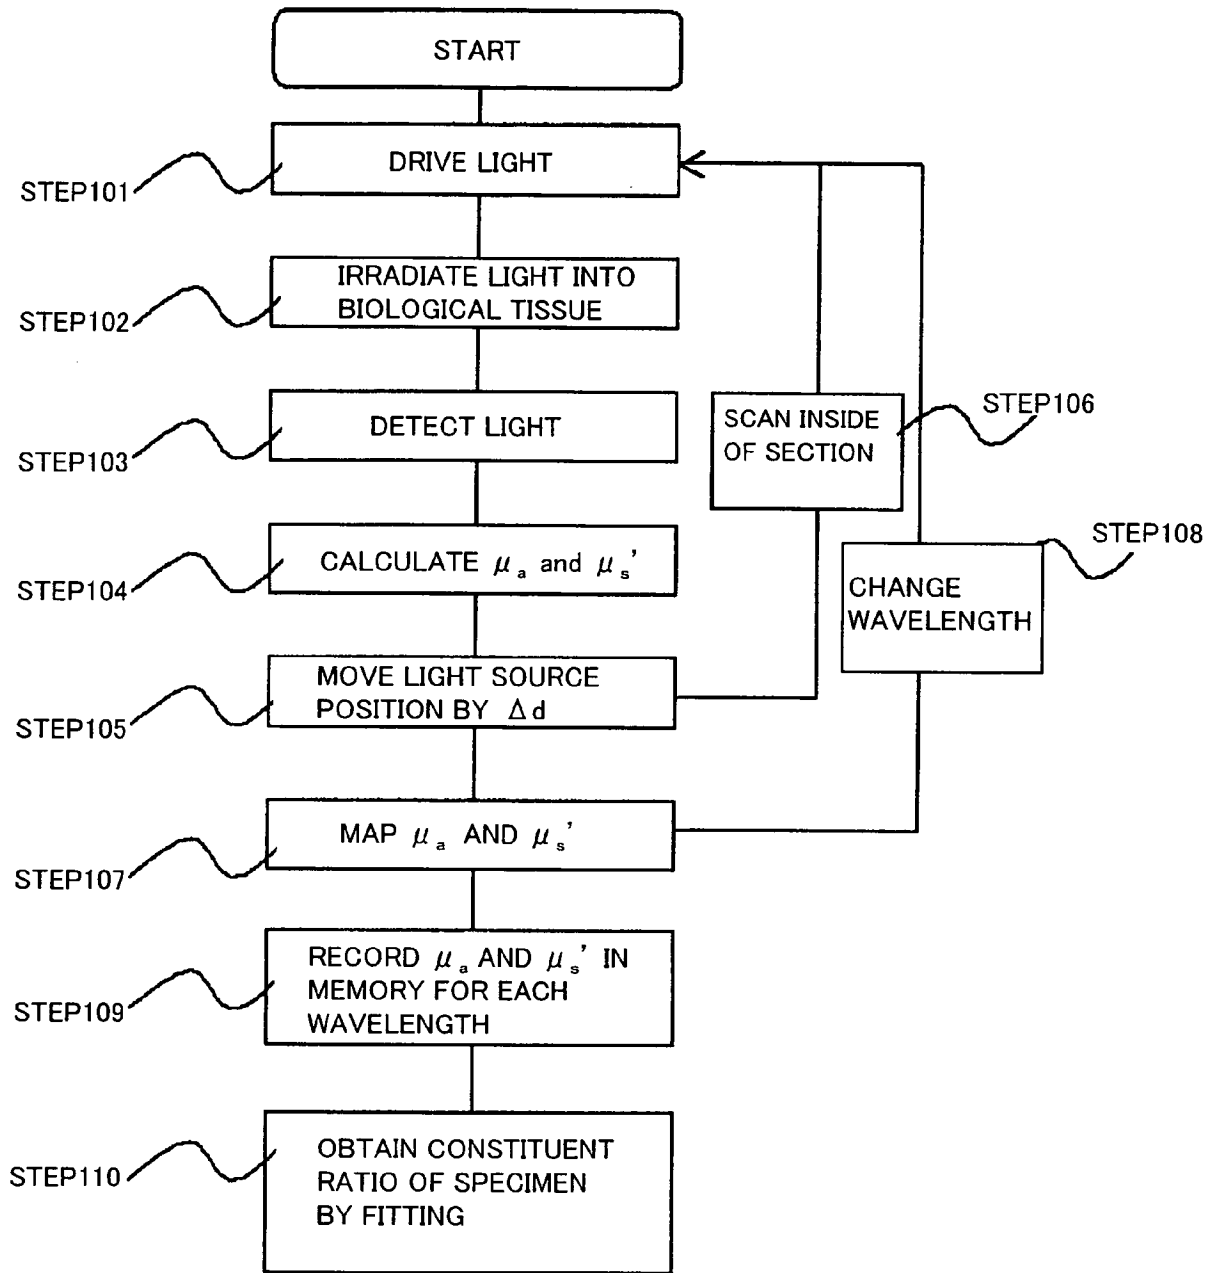 START
STEP101
DRIVE LIGHT
STEP102
IRRADIATE LIGHT INTO
BIOLOGICAL TISSUE
STEP103
DETECT LIGHT
STEP104
CALCULATE μa and μs'
STEP105
MOVE LIGHT SOURCE
POSITION BY Δd
STEP106
SCAN INSIDE
OF SECTION
STEP107
MAP μa AND μs'
STEP108
CHANGE
WAVELENGTH
STEP109
RECORD μa AND μs' IN
MEMORY FOR EACH
WAVELENGTH
STEP110
OBTAIN CONSTITUENT
RATIO OF SPECIMEN
BY FITTING